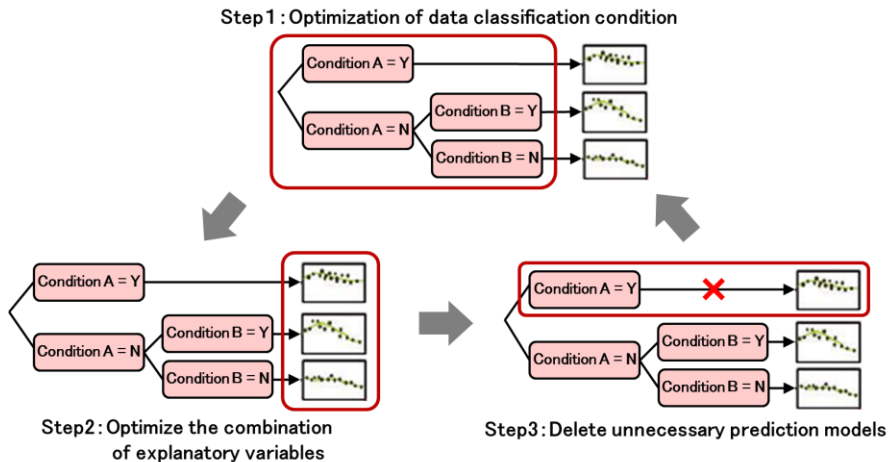 Step1:Optimization of data classification condition
Condition A = Y
Condition B = Y
Condition A = N
Condition B = N
Condition A = Y
Condition B = Y
Condition A = N
Condition B = N
Step2:Optimize the combination
of explanatory variables
Condition A = Y
Condition B = Y
Condition A = N
Condition B = N
Step3:Delete unnecessary prediction models